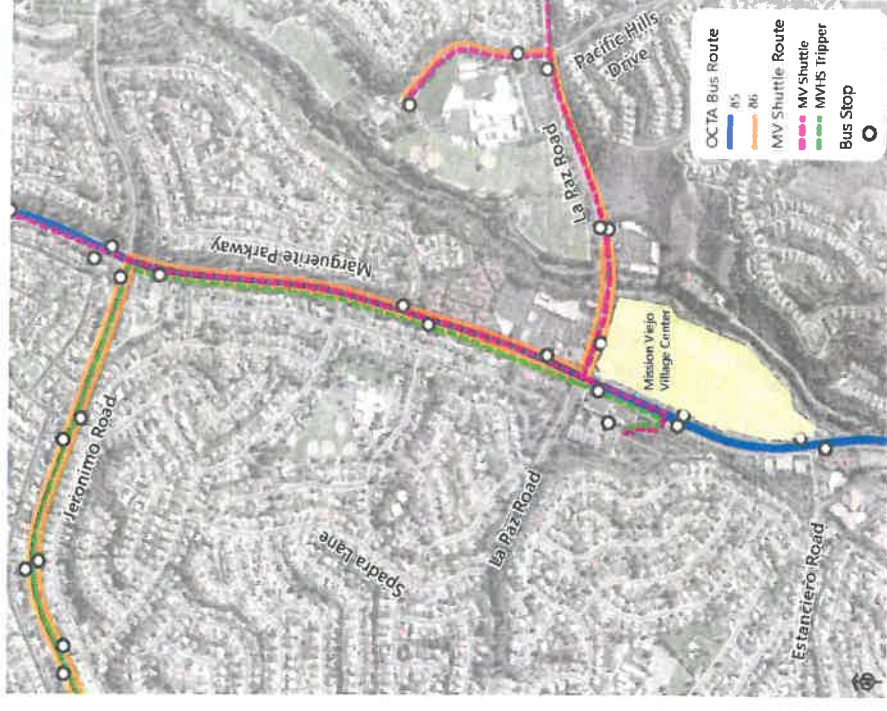 Pacific Hills
Drive
La Paz Road
Marguerite Parkway
Jeronimo Road
Mission Viejo
Village Center
Spadra Lane
La Paz Road
Estanciero Road
OCTA Bus Route
85
86
MV Shuttle Route
MV Shuttle
MVHS Tripper
Bus Stop